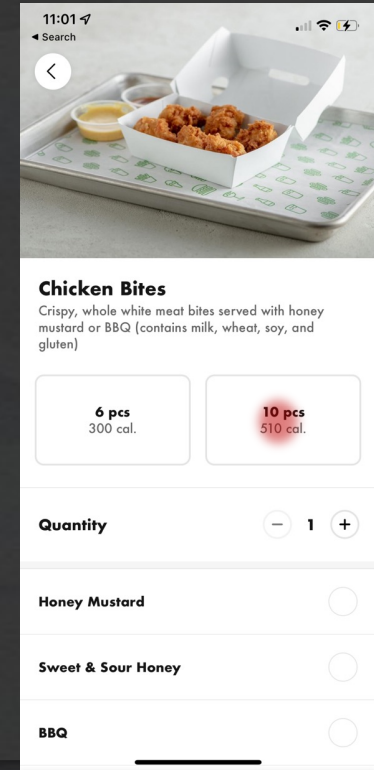 11:01
◀ Search
Chicken Bites
Crispy, whole white meat bites served with honey
mustard or BBQ (contains milk, wheat, soy, and
gluten)
6 pcs
300 cal.
10 pcs
510 cal.
Quantity
− 1 +
Honey Mustard
Sweet & Sour Honey
BBQ